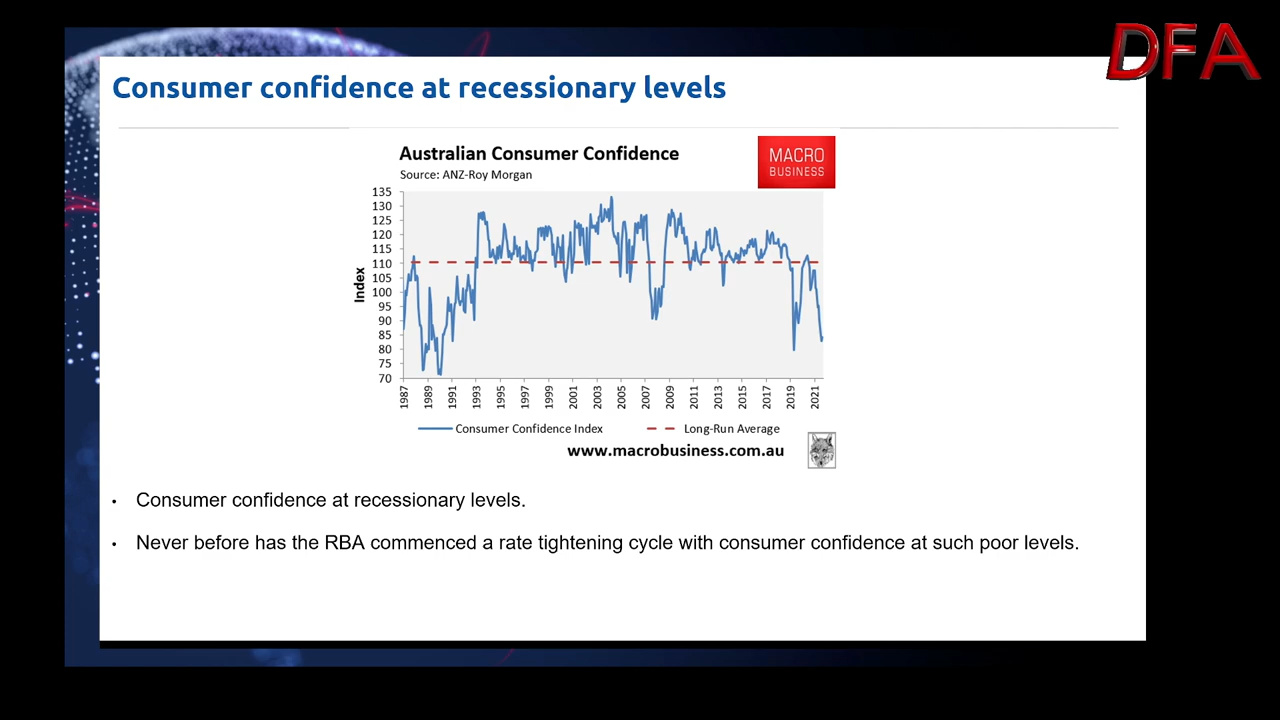 DFA
Consumer confidence at recessionary levels
Australian Consumer Confidence
Source: ANZ-Roy Morgan
MACRO
BUSINESS
Index
135
130
125
120
115
110
105
100
95
90
85
80
75
70
1987
1989
1991
1993
1995
1997
1999
2001
2003
2005
2007
2009
2011
2013
2015
2017
2019
2021
Consumer Confidence Index
Long-Run Average
www.macrobusiness.com.au
• Consumer confidence at recessionary levels.
• Never before has the RBA commenced a rate tightening cycle with consumer confidence at such poor levels.